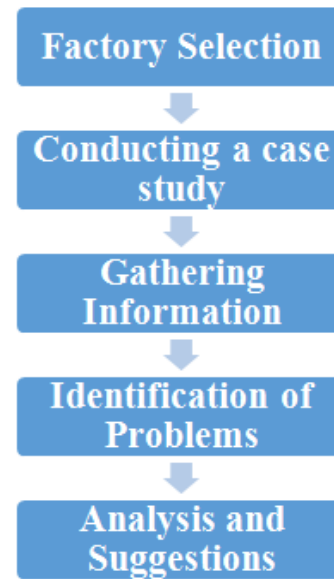 Factory Selection
Conducting a case
study
Gathering
Information
Identification of
Problems
Analysis and
Suggestions